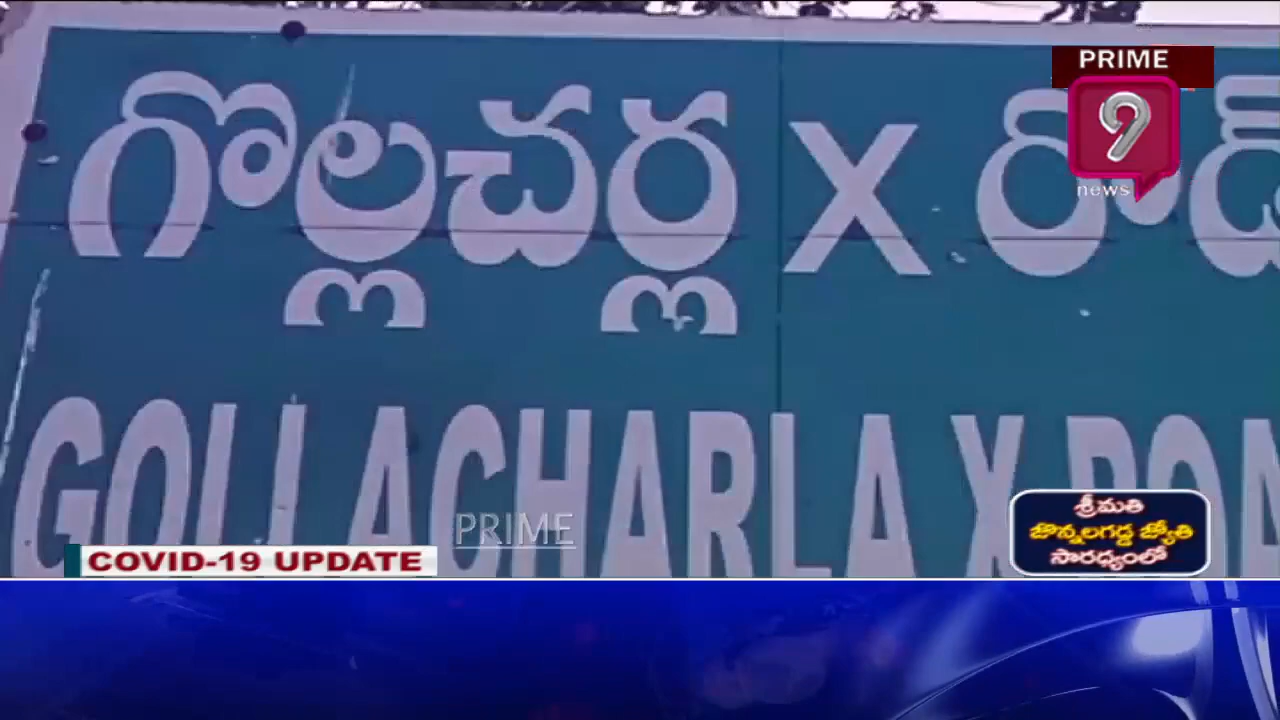 PRIME
9
news
గొల్లచర్ల X రోడ్
GOLLACHARLA X ROA
PRIME
COVID-19 UPDATE
శ్రీమతి
జొన్నలగడ్డ జ్యోతి
సారధ్యంలో